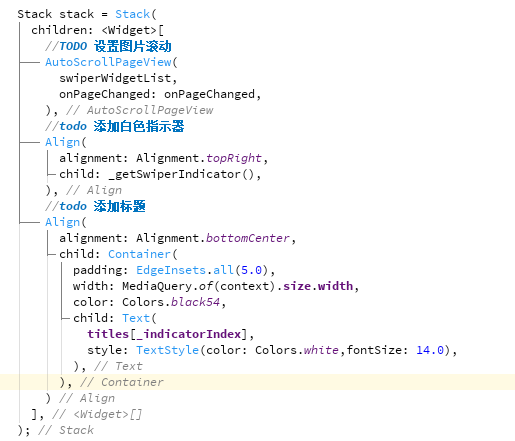 Stack stack = Stack(
children: <Widget>[
//TODO 设置图片滚动
AutoScrollPageView(
swiperWidgetList,
onPageChanged: onPageChanged,
), // AutoScrollPageView
//todo 添加白色指示器
Align(
alignment: Alignment.topRight,
child: _getSwiperIndicator(),
), // Align
//todo 添加标题
Align(
alignment: Alignment.bottomCenter,
child: Container(
padding: EdgeInsets.all(5.0),
width: MediaQuery.of(context).size.width,
color: Colors.black54,
child: Text(
titles[_indicatorIndex],
style: TextStyle(color: Colors.white,fontSize: 14.0),
), // Text
), // Container
) // Align
], // <Widget>[]
); // Stack